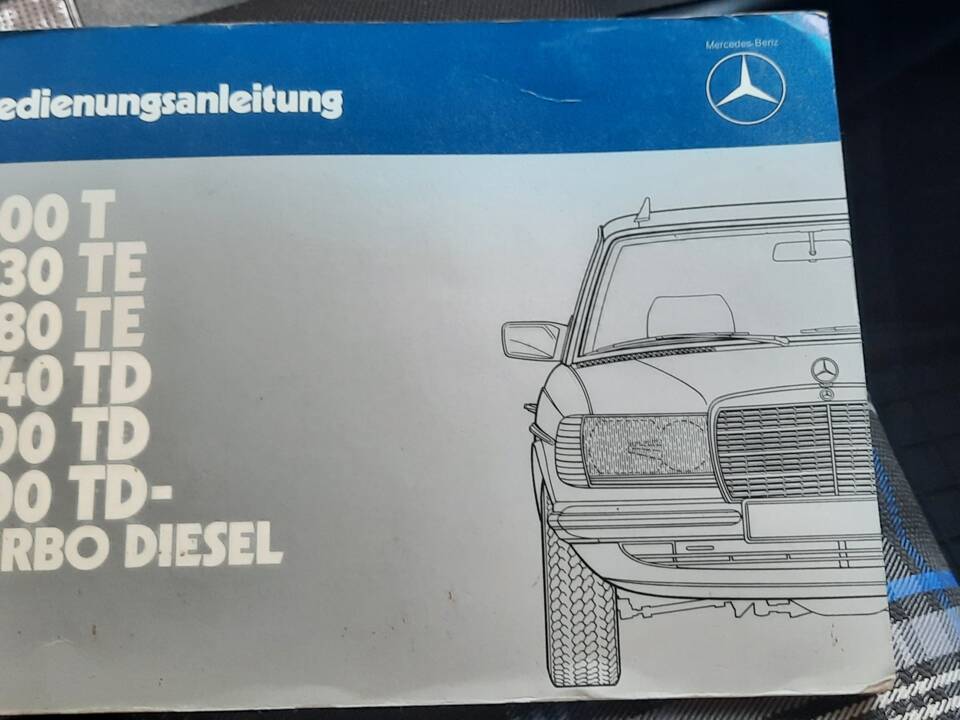 Mercedes-Benz
edienungsanleitung
00 T
30 TE
80 TE
40 TD
00 TD
00 TD-
RBO DIESEL